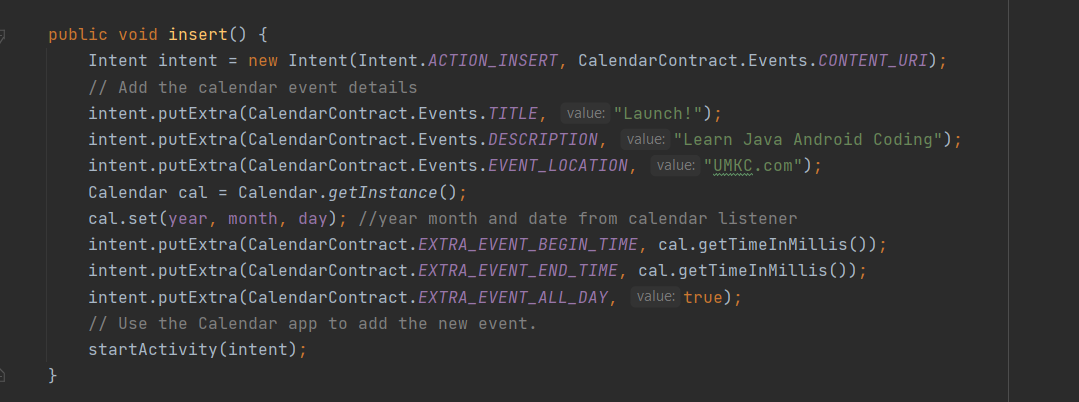 public void insert() {
    Intent intent = new Intent(Intent.ACTION_INSERT, CalendarContract.Events.CONTENT_URI);
    // Add the calendar event details
    intent.putExtra(CalendarContract.Events.TITLE, value: "Launch!");
    intent.putExtra(CalendarContract.Events.DESCRIPTION, value: "Learn Java Android Coding");
    intent.putExtra(CalendarContract.Events.EVENT_LOCATION, value: "UMKC.com");
    Calendar cal = Calendar.getInstance();
    cal.set(year, month, day); //year month and date from calendar listener
    intent.putExtra(CalendarContract.EXTRA_EVENT_BEGIN_TIME, cal.getTimeInMillis());
    intent.putExtra(CalendarContract.EXTRA_EVENT_END_TIME, cal.getTimeInMillis());
    intent.putExtra(CalendarContract.EXTRA_EVENT_ALL_DAY, value: true);
    // Use the Calendar app to add the new event.
    startActivity(intent);
}